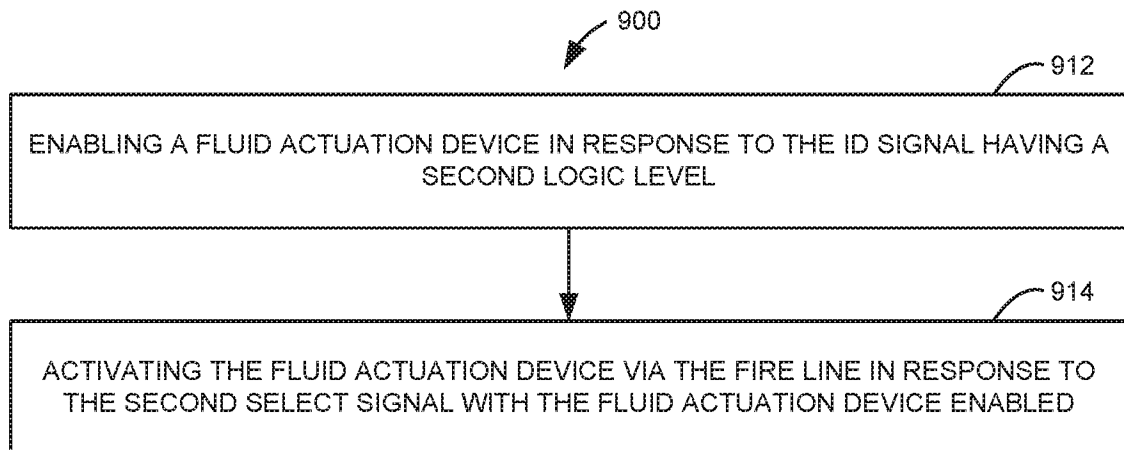 900
912
ENABLING A FLUID ACTUATION DEVICE IN RESPONSE TO THE ID SIGNAL HAVING A
SECOND LOGIC LEVEL
914
ACTIVATING THE FLUID ACTUATION DEVICE VIA THE FIRE LINE IN RESPONSE TO
THE SECOND SELECT SIGNAL WITH THE FLUID ACTUATION DEVICE ENABLED